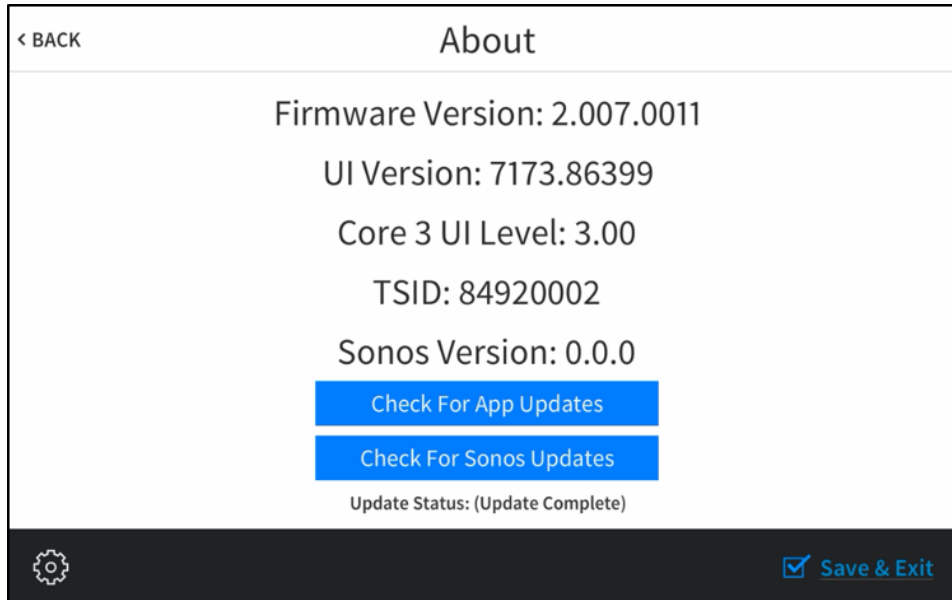 < BACK
About
Firmware Version: 2.007.0011
UI Version: 7173.86399
Core 3 UI Level: 3.00
TSID: 84920002
Sonos Version: 0.0.0
Check For App Updates
Check For Sonos Updates
Update Status: (Update Complete)
Save & Exit